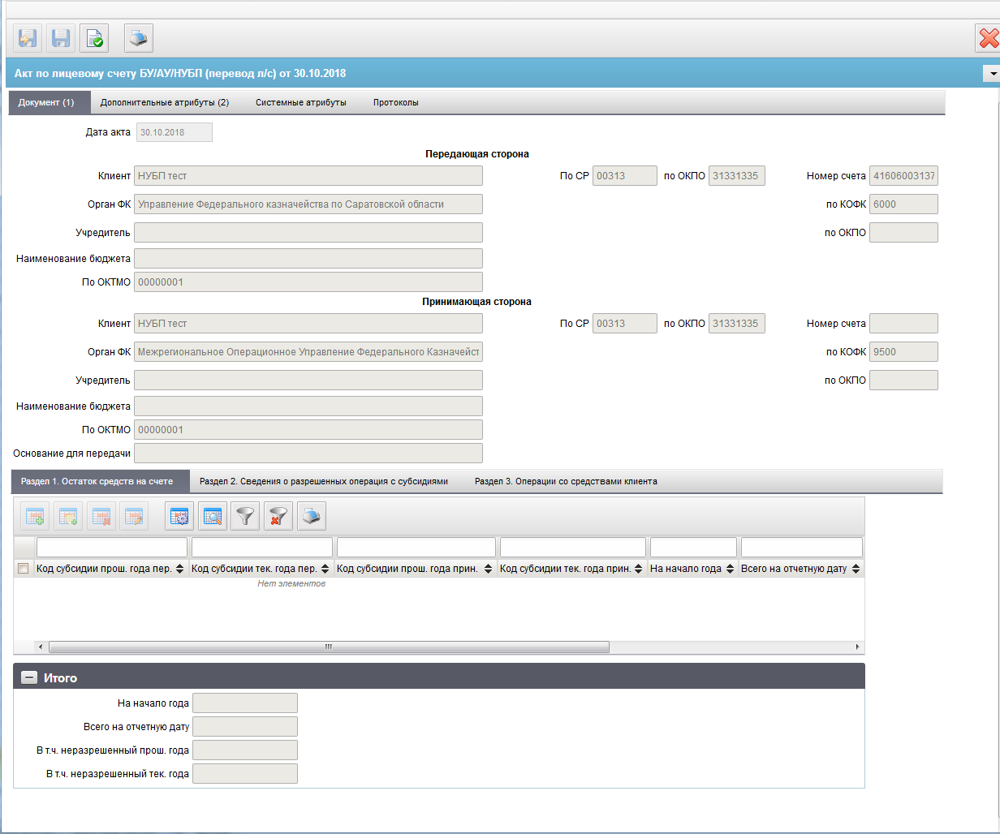 Акт по лицевому счету БУ/АУ/НУБП (перевод л/с) от 30.10.2018
Документ (1) Дополнительные атрибуты (2) Системные атрибуты Протоколы
Дата акта 30.10.2018
Передающая сторона
Клиент НУБП тест По СР 00313 по ОКПО 31331335 Номер счета 41606003137
Орган ФК Управление Федерального казначейства по Саратовской области по КОФК 6000
Учредитель по ОКПО
Наименование бюджета
По ОКТМО 00000001
Принимающая сторона
Клиент НУБП тест По СР 00313 по ОКПО 31331335 Номер счета
Орган ФК Межрегиональное Операционное Управление Федерального Казначейст по КОФК 9500
Учредитель по ОКПО
Наименование бюджета
По ОКТМО 00000001
Основание для передачи
Раздел 1. Остаток средств на счете Раздел 2. Сведения о разрешенных операция с субсидиями Раздел 3. Операции со средствами клиента
Код субсидии прош. года пер. Код субсидии тек. года пер. Код субсидии прош. года прин. Код субсидии тек. года прин. На начало года Всего на отчетную дату
Нет элементов
Итого
На начало года
Всего на отчетную дату
В т.ч. неразрешенный прош. года
В т.ч. неразрешенный тек. года